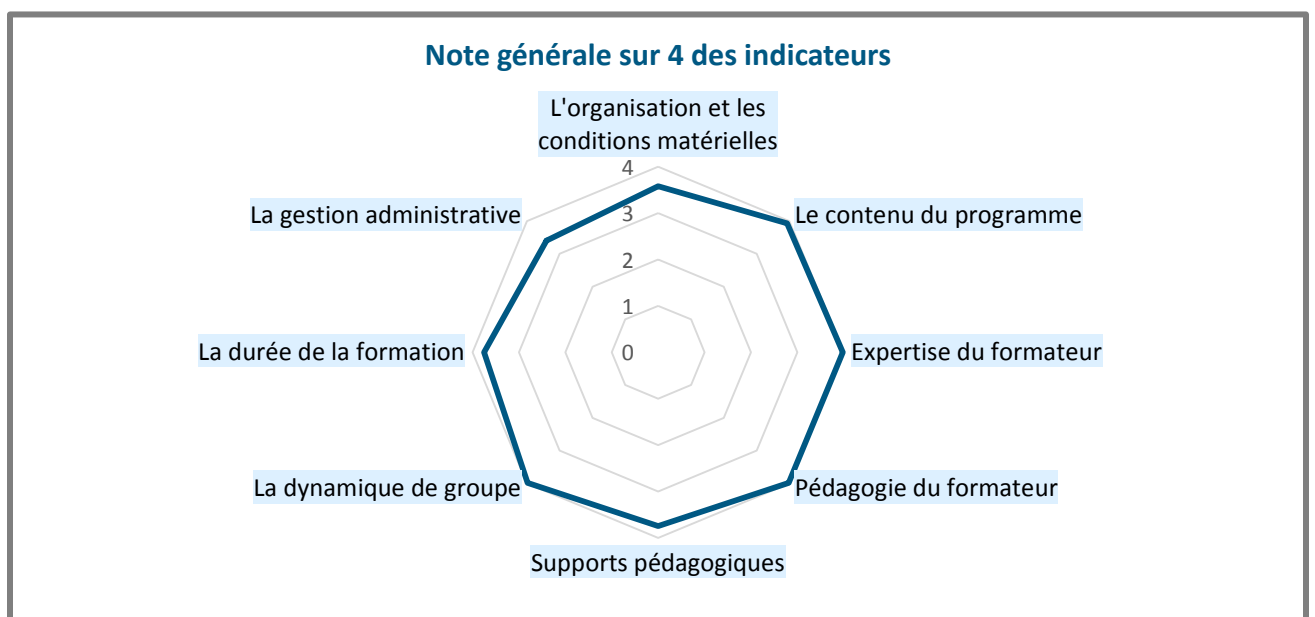 Note générale sur 4 des indicateurs
L'organisation et les
conditions matérielles
4
La gestion administrative
3
Le contenu du programme
2
1
La durée de la formation
0
Expertise du formateur
La dynamique de groupe
Pédagogie du formateur
Supports pédagogiques